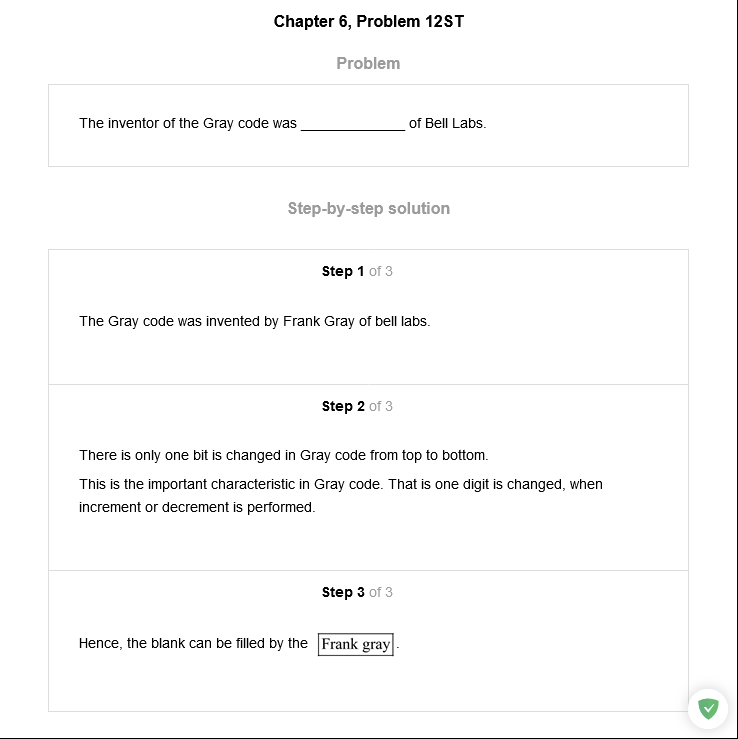 Chapter 6, Problem 12ST
Problem
The inventor of the Gray code was _____________ of Bell Labs.
Step-by-step solution
Step 1 of 3
The Gray code was invented by Frank Gray of bell labs.
Step 2 of 3
There is only one bit is changed in Gray code from top to bottom.
This is the important characteristic in Gray code. That is one digit is changed, when
increment or decrement is performed.
Step 3 of 3
Hence, the blank can be filled by the Frank gray.